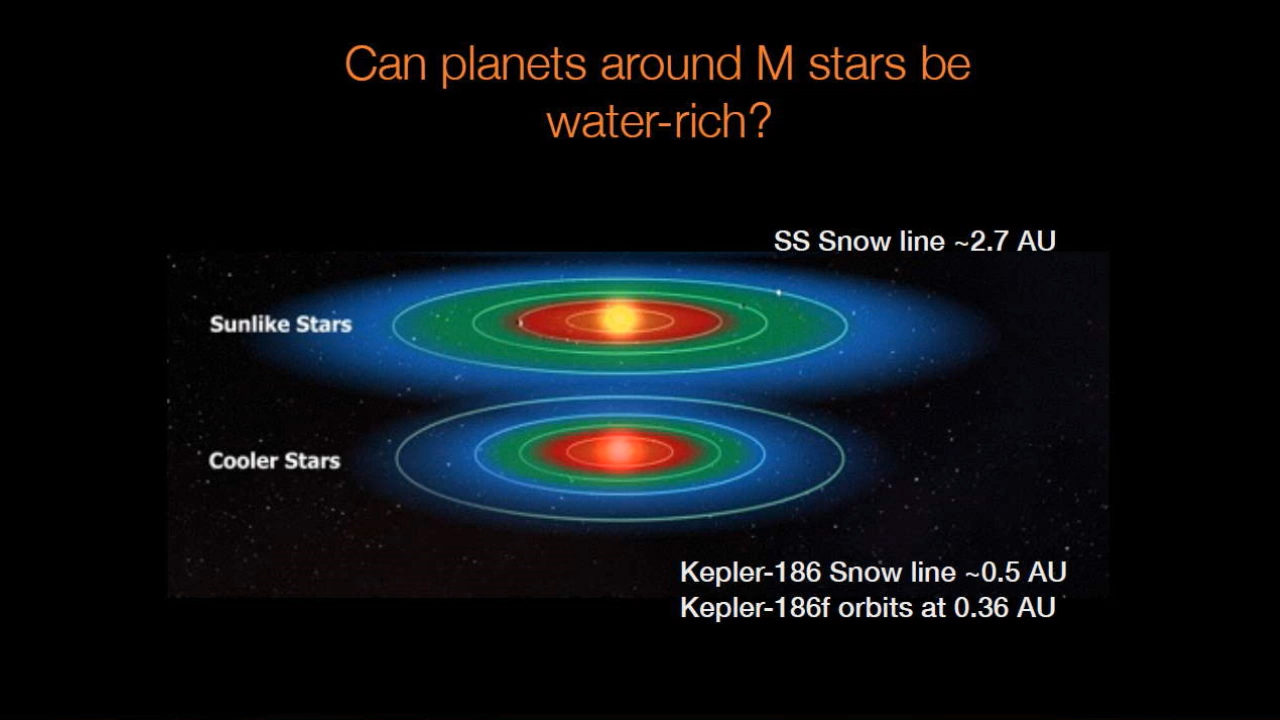 Can planets around M stars be
water-rich?
SS Snow line ~2.7 AU
Sunlike Stars
Cooler Stars
Kepler-186 Snow line ~0.5 AU
Kepler-186f orbits at 0.36 AU